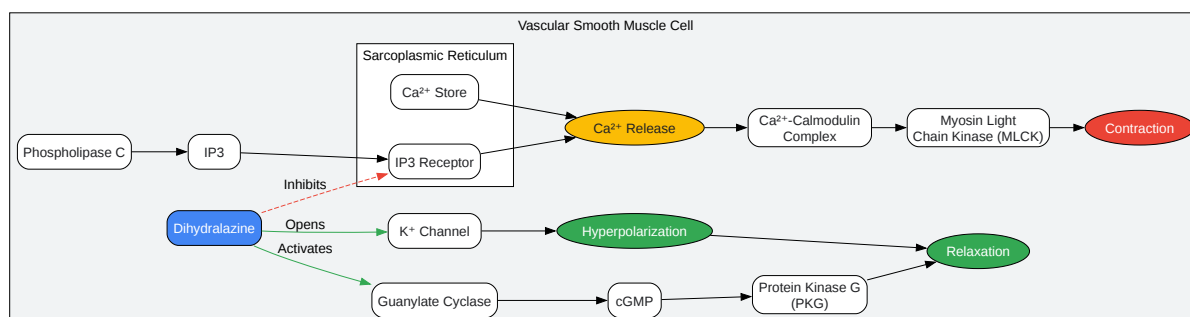 Vascular Smooth Muscle Cell
Sarcoplasmic Reticulum
Ca²⁺ Store
Phospholipase C
IP3
IP3 Receptor
Ca²⁺ Release
Ca²⁺-Calmodulin
Complex
Myosin Light
Chain Kinase (MLCK)
Contraction
Inhibits
Dihydralazine
Opens
K⁺ Channel
Hyperpolarization
Relaxation
Activates
Guanylate Cyclase
cGMP
Protein Kinase G
(PKG)